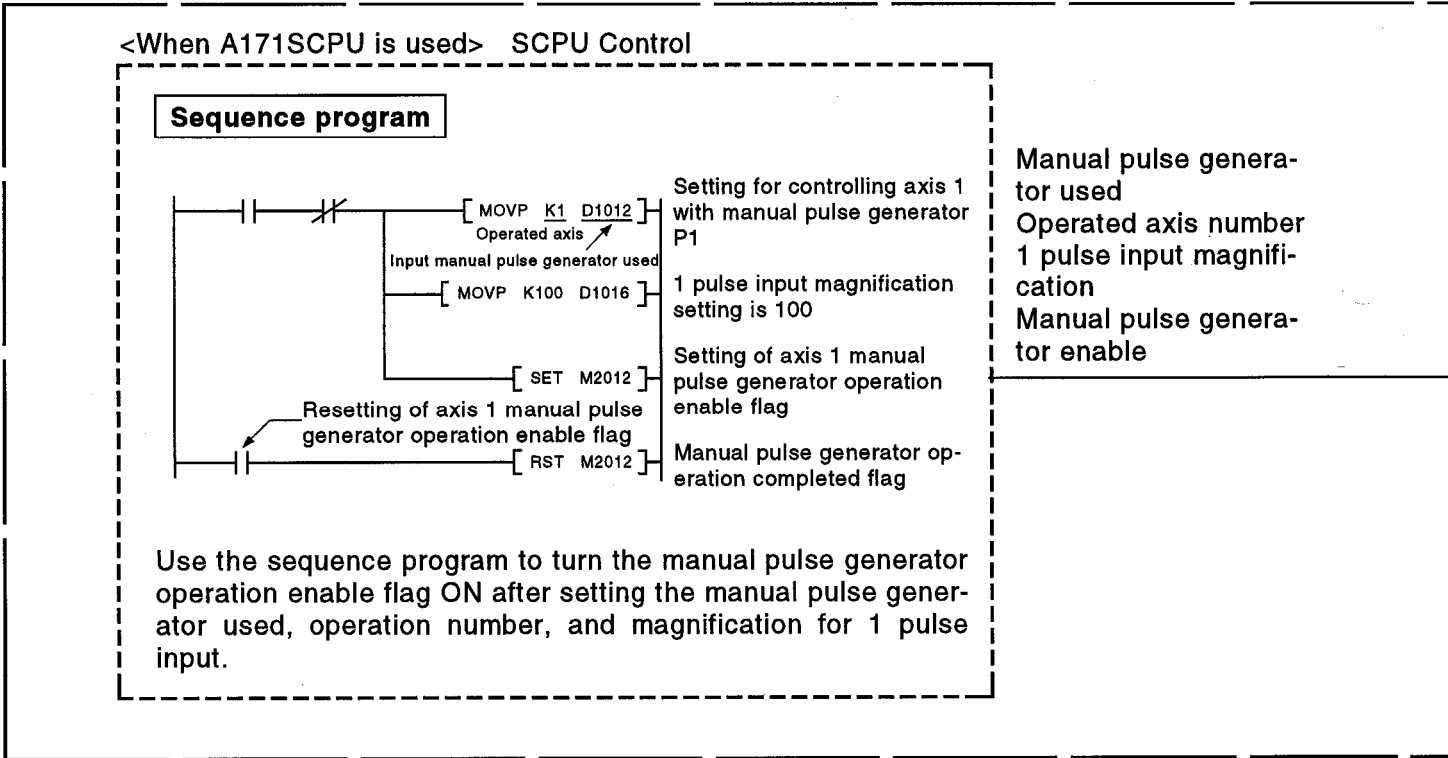 <When A171SCPU is used> SCPU Control
Sequence program
MOVP K1 D1012
Operated axis
Input manual pulse generator used
Setting for controlling axis 1
with manual pulse generator
P1
MOVP K100 D1016
1 pulse input magnification
setting is 100
SET M2012
Setting of axis 1 manual
pulse generator operation
enable flag
Resetting of axis 1 manual pulse
generator operation enable flag
RST M2012
Manual pulse generator op-
eration completed flag
Use the sequence program to turn the manual pulse generator
operation enable flag ON after setting the manual pulse gener-
ator used, operation number, and magnification for 1 pulse
input.
Manual pulse genera-
tor used
Operated axis number
1 pulse input magnifi-
cation
Manual pulse genera-
tor enable